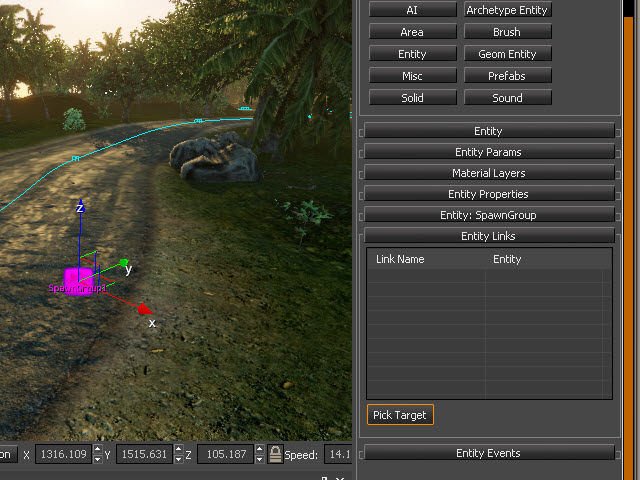 AI Archetype Entity
Area Brush
Entity Geom Entity
Misc Prefabs
Solid Sound
Entity
Entity Params
Material Layers
Entity Properties
Entity: SpawnGroup
Entity Links
Link Name Entity
Pick Target
Entity Events
z
y
x
SpawnGroup1
on X 1316.109 Y 1515.631 Z 105.187 Speed: 14.1